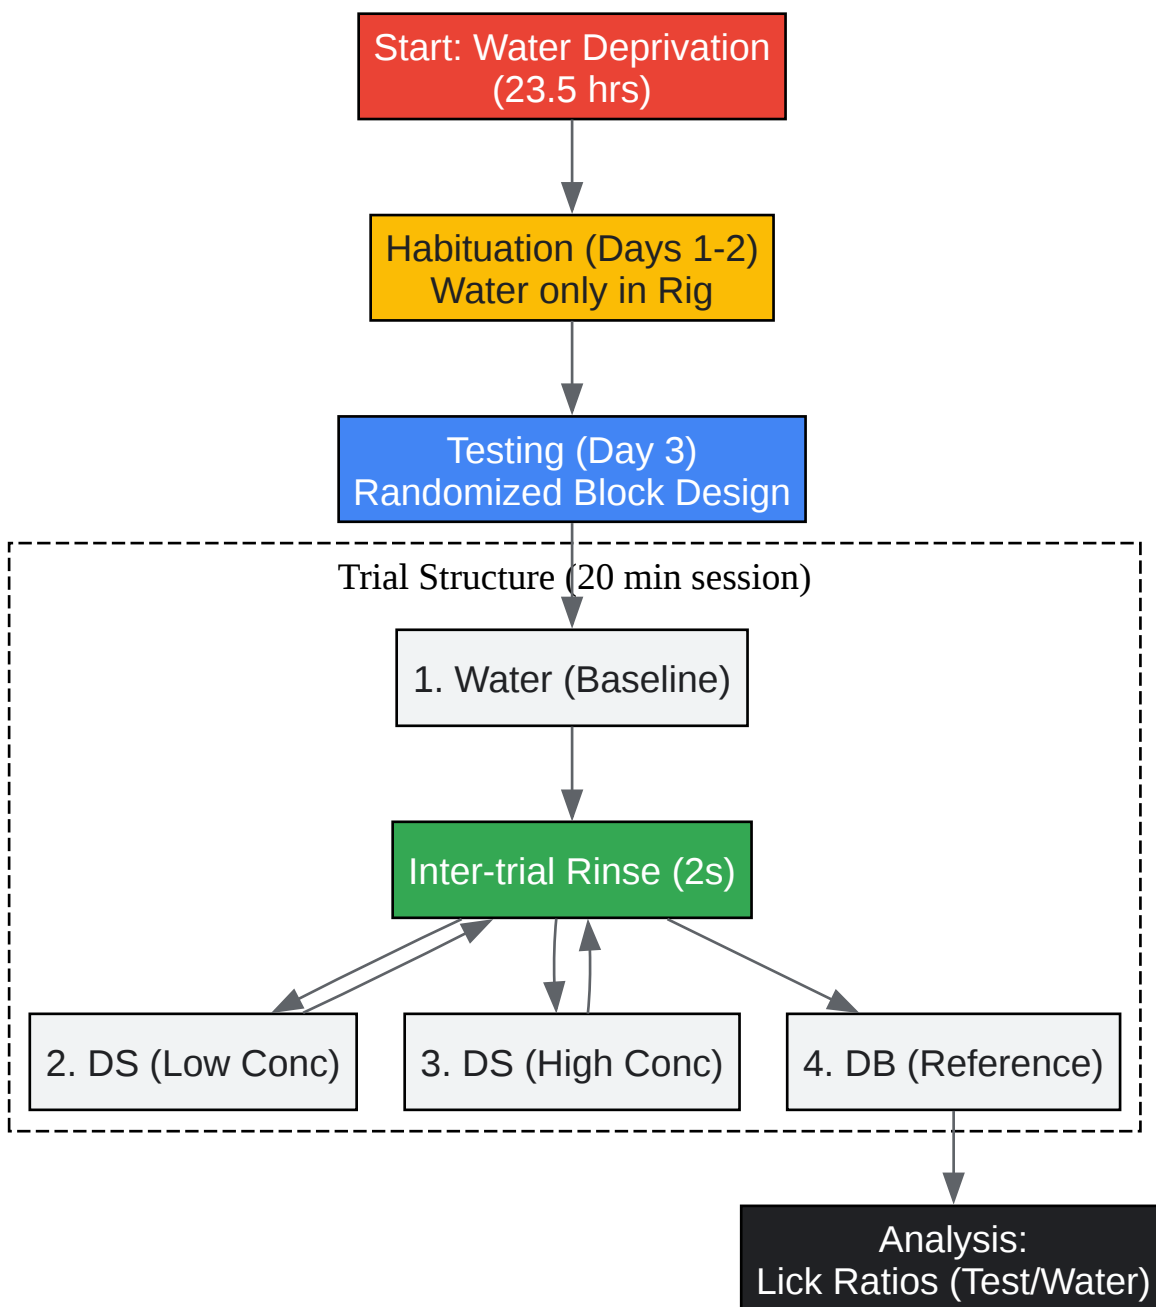 Start: Water Deprivation
(23.5 hrs)
Habituation (Days 1-2)
Water only in Rig
Testing (Day 3)
Randomized Block Design
Trial Structure (20 min session)
1. Water (Baseline)
Inter-trial Rinse (2s)
2. DS (Low Conc)
3. DS (High Conc)
4. DB (Reference)
Analysis:
Lick Ratios (Test/Water)